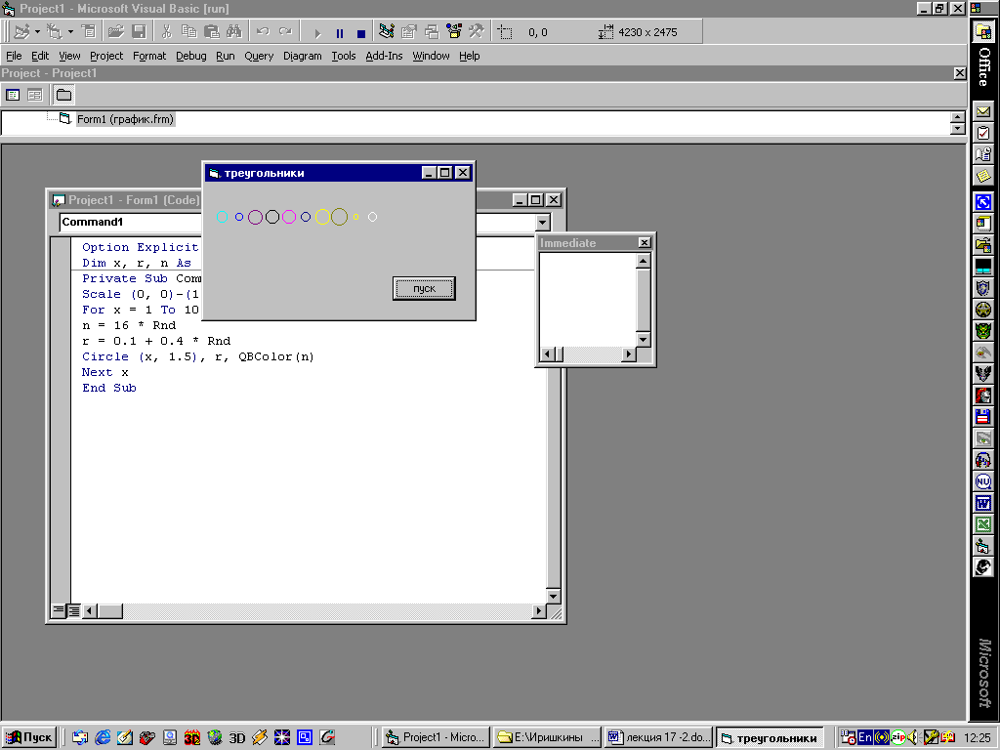 Project1 - Microsoft Visual Basic [run]
0, 0
4230 x 2475
File Edit View Project Format Debug Run Query Diagram Tools Add-Ins Window Help
Project - Project1
Form1 (график.frm)
треугольники
пуск
Project1 - Form1 (Code)
Command1
Option Explicit
Dim x, r, n As
Private Sub Com
Scale (0, 0)-(1
For x = 1 To 10
n = 16 * Rnd
r = 0.1 + 0.4 * Rnd
Circle (x, 1.5), r, QBColor(n)
Next x
End Sub
Immediate
Office
NU
W
Microsoft
Пуск
3D
Project1 - Micro...
E:\Иришкины ...
лекция 17 -2.do...
треугольники
En
zip
12:25